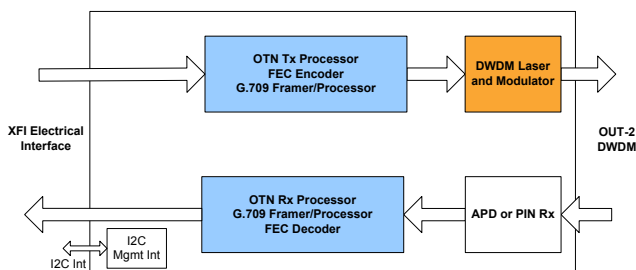 OTN Tx Processor
FEC Encoder
G.709 Framer/Processor
DWDM Laser
and Modulator
XFI Electrical
Interface
OUT-2
DWDM
OTN Rx Processor
G.709 Framer/Processor
FEC Decoder
APD or PIN Rx
I2C
Mgmt Int
I2C Int